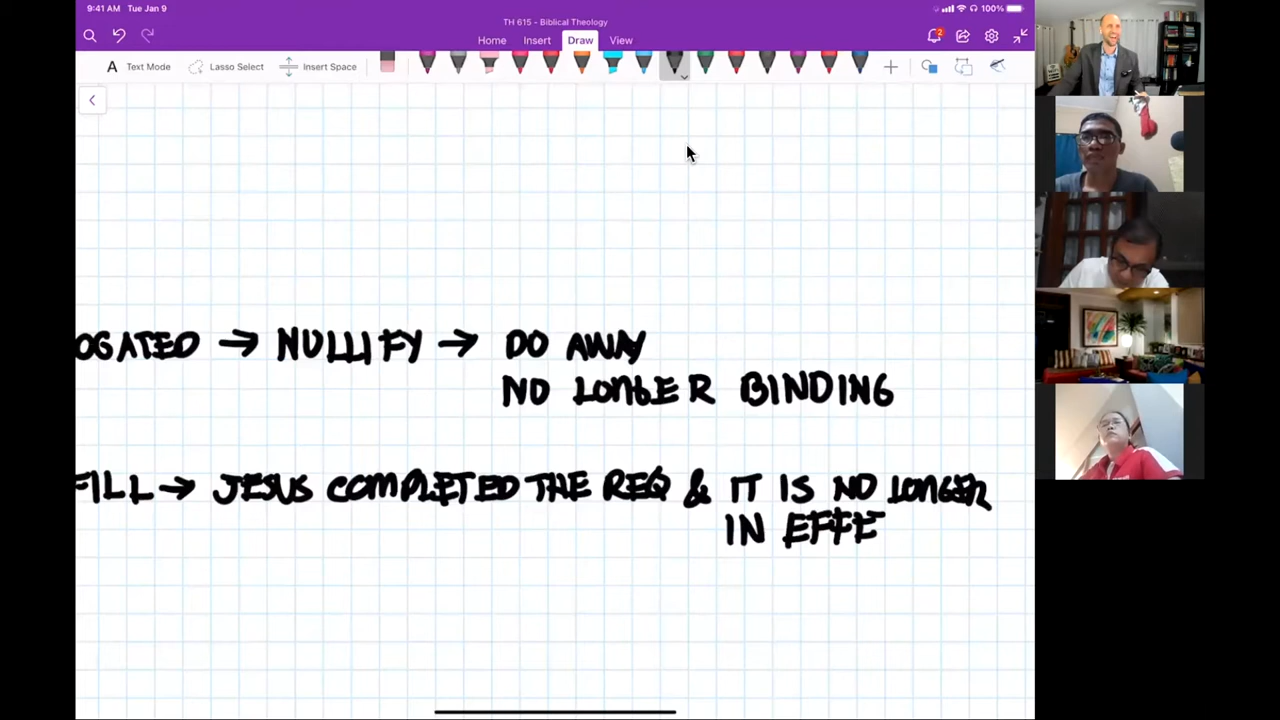 9:41 AM Tue Jan 9
100%
TH 615 - Biblical Theology
Home Insert Draw View
2
Text Mode Lasso Select Insert Space
OGATED → NULLIFY → DO AWAY
NO LONGER BINDING
FILL → JESUS COMPLETED THE REQ & IT IS NO LONGER
IN EFFE